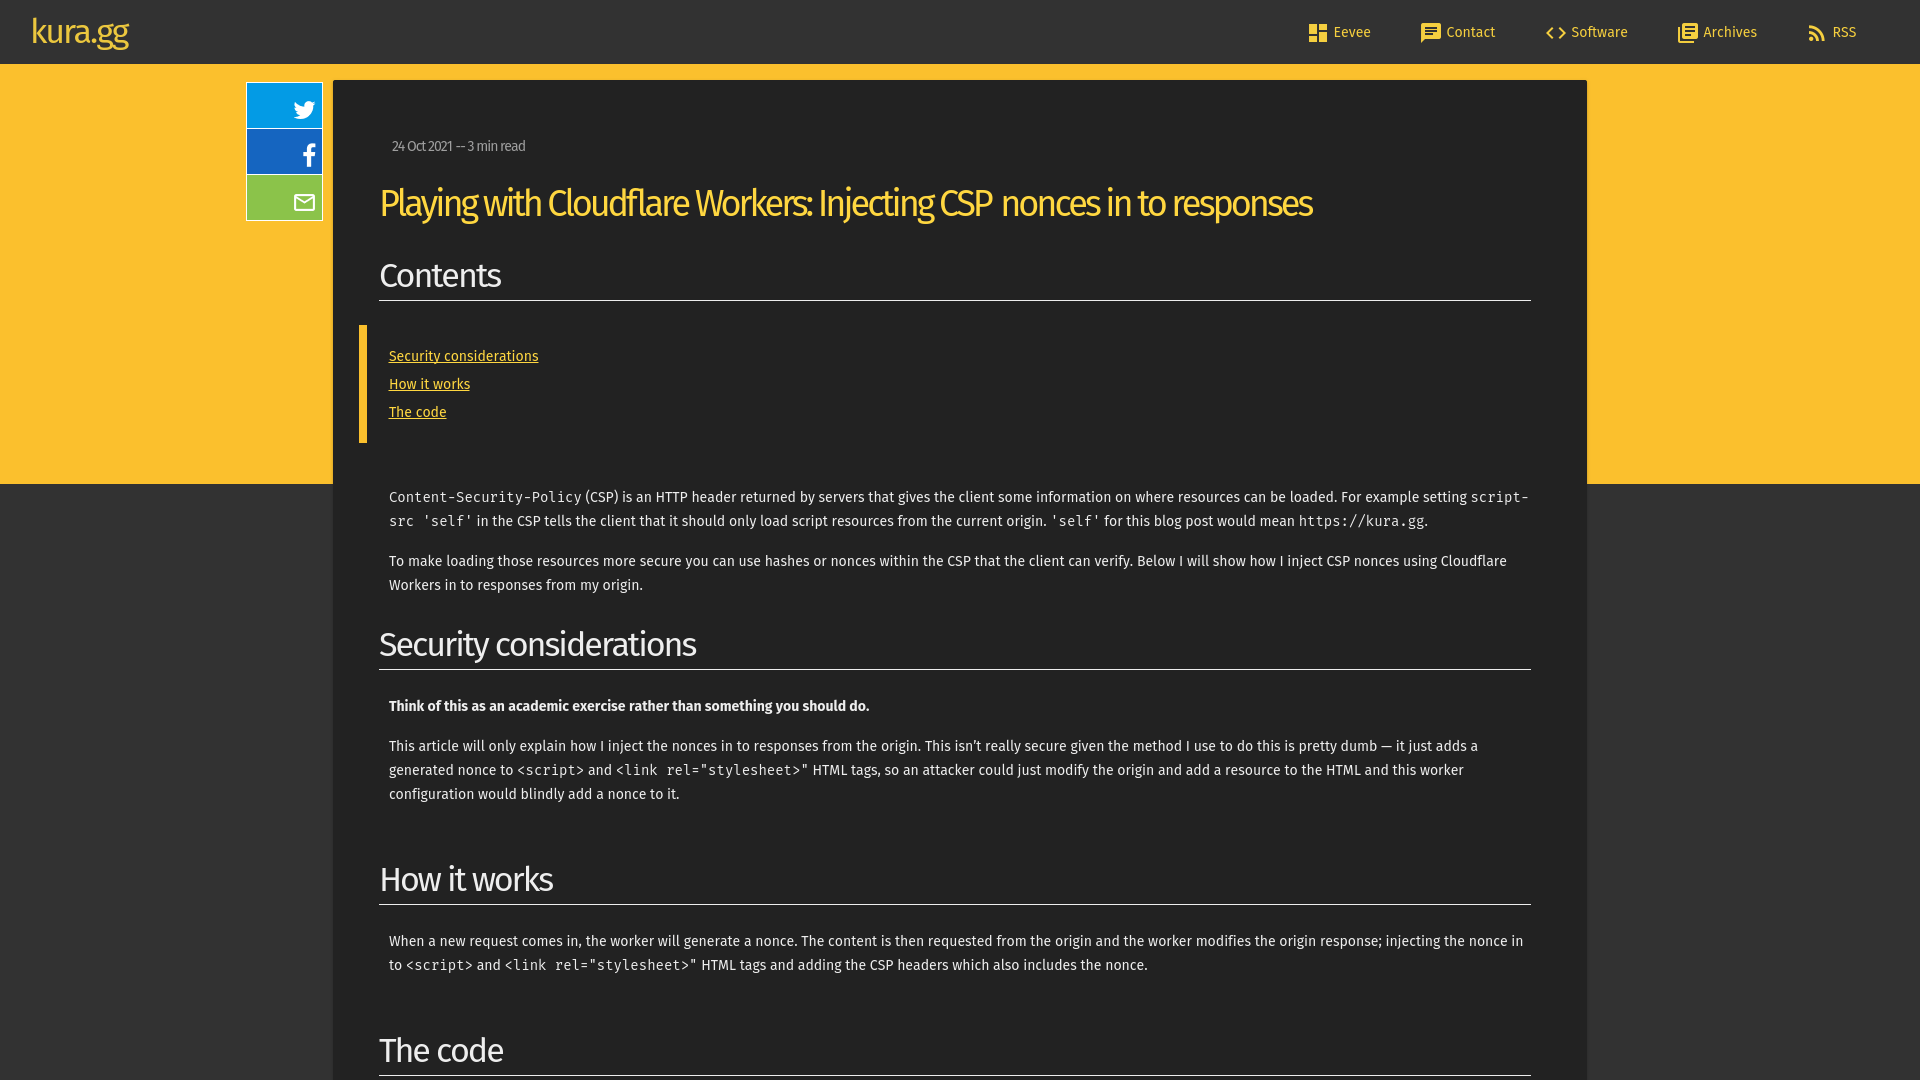 kura.gg
Eevee
Contact
Software
Archives
RSS
24 Oct 2021 -- 3 min read
Playing with Cloudflare Workers: Injecting CSP nonces in to responses
Contents
Security considerations
How it works
The code
Content-Security-Policy (CSP) is an HTTP header returned by servers that gives the client some information on where resources can be loaded. For example setting script-
src 'self' in the CSP tells the client that it should only load script resources from the current origin. 'self' for this blog post would mean https://kura.gg.
To make loading those resources more secure you can use hashes or nonces within the CSP that the client can verify. Below I will show how I inject CSP nonces using Cloudflare
Workers in to responses from my origin.
Security considerations
Think of this as an academic exercise rather than something you should do.
This article will only explain how I inject the nonces in to responses from the origin. This isn’t really secure given the method I use to do this is pretty dumb — it just adds a
generated nonce to <script> and <link rel="stylesheet>" HTML tags, so an attacker could just modify the origin and add a resource to the HTML and this worker
configuration would blindly add a nonce to it.
How it works
When a new request comes in, the worker will generate a nonce. The content is then requested from the origin and the worker modifies the origin response; injecting the nonce in
to <script> and <link rel="stylesheet>" HTML tags and adding the CSP headers which also includes the nonce.
The code